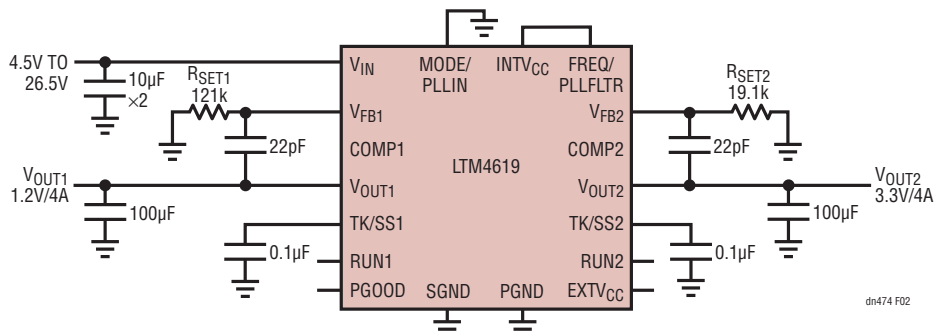 4.5V TO
26.5V
10µF
×2
RSET1
121k
22pF
VOUT1
1.2V/4A
100µF
0.1µF
VIN
MODE/
PLLIN
INTVCC
FREQ/
PLLFLTR
VFB1
VFB2
COMP1
COMP2
LTM4619
VOUT1
VOUT2
TK/SS1
TK/SS2
RUN1
RUN2
PGOOD
SGND
PGND
EXTVCC
RSET2
19.1k
22pF
VOUT2
3.3V/4A
100µF
0.1µF
dn474 F02